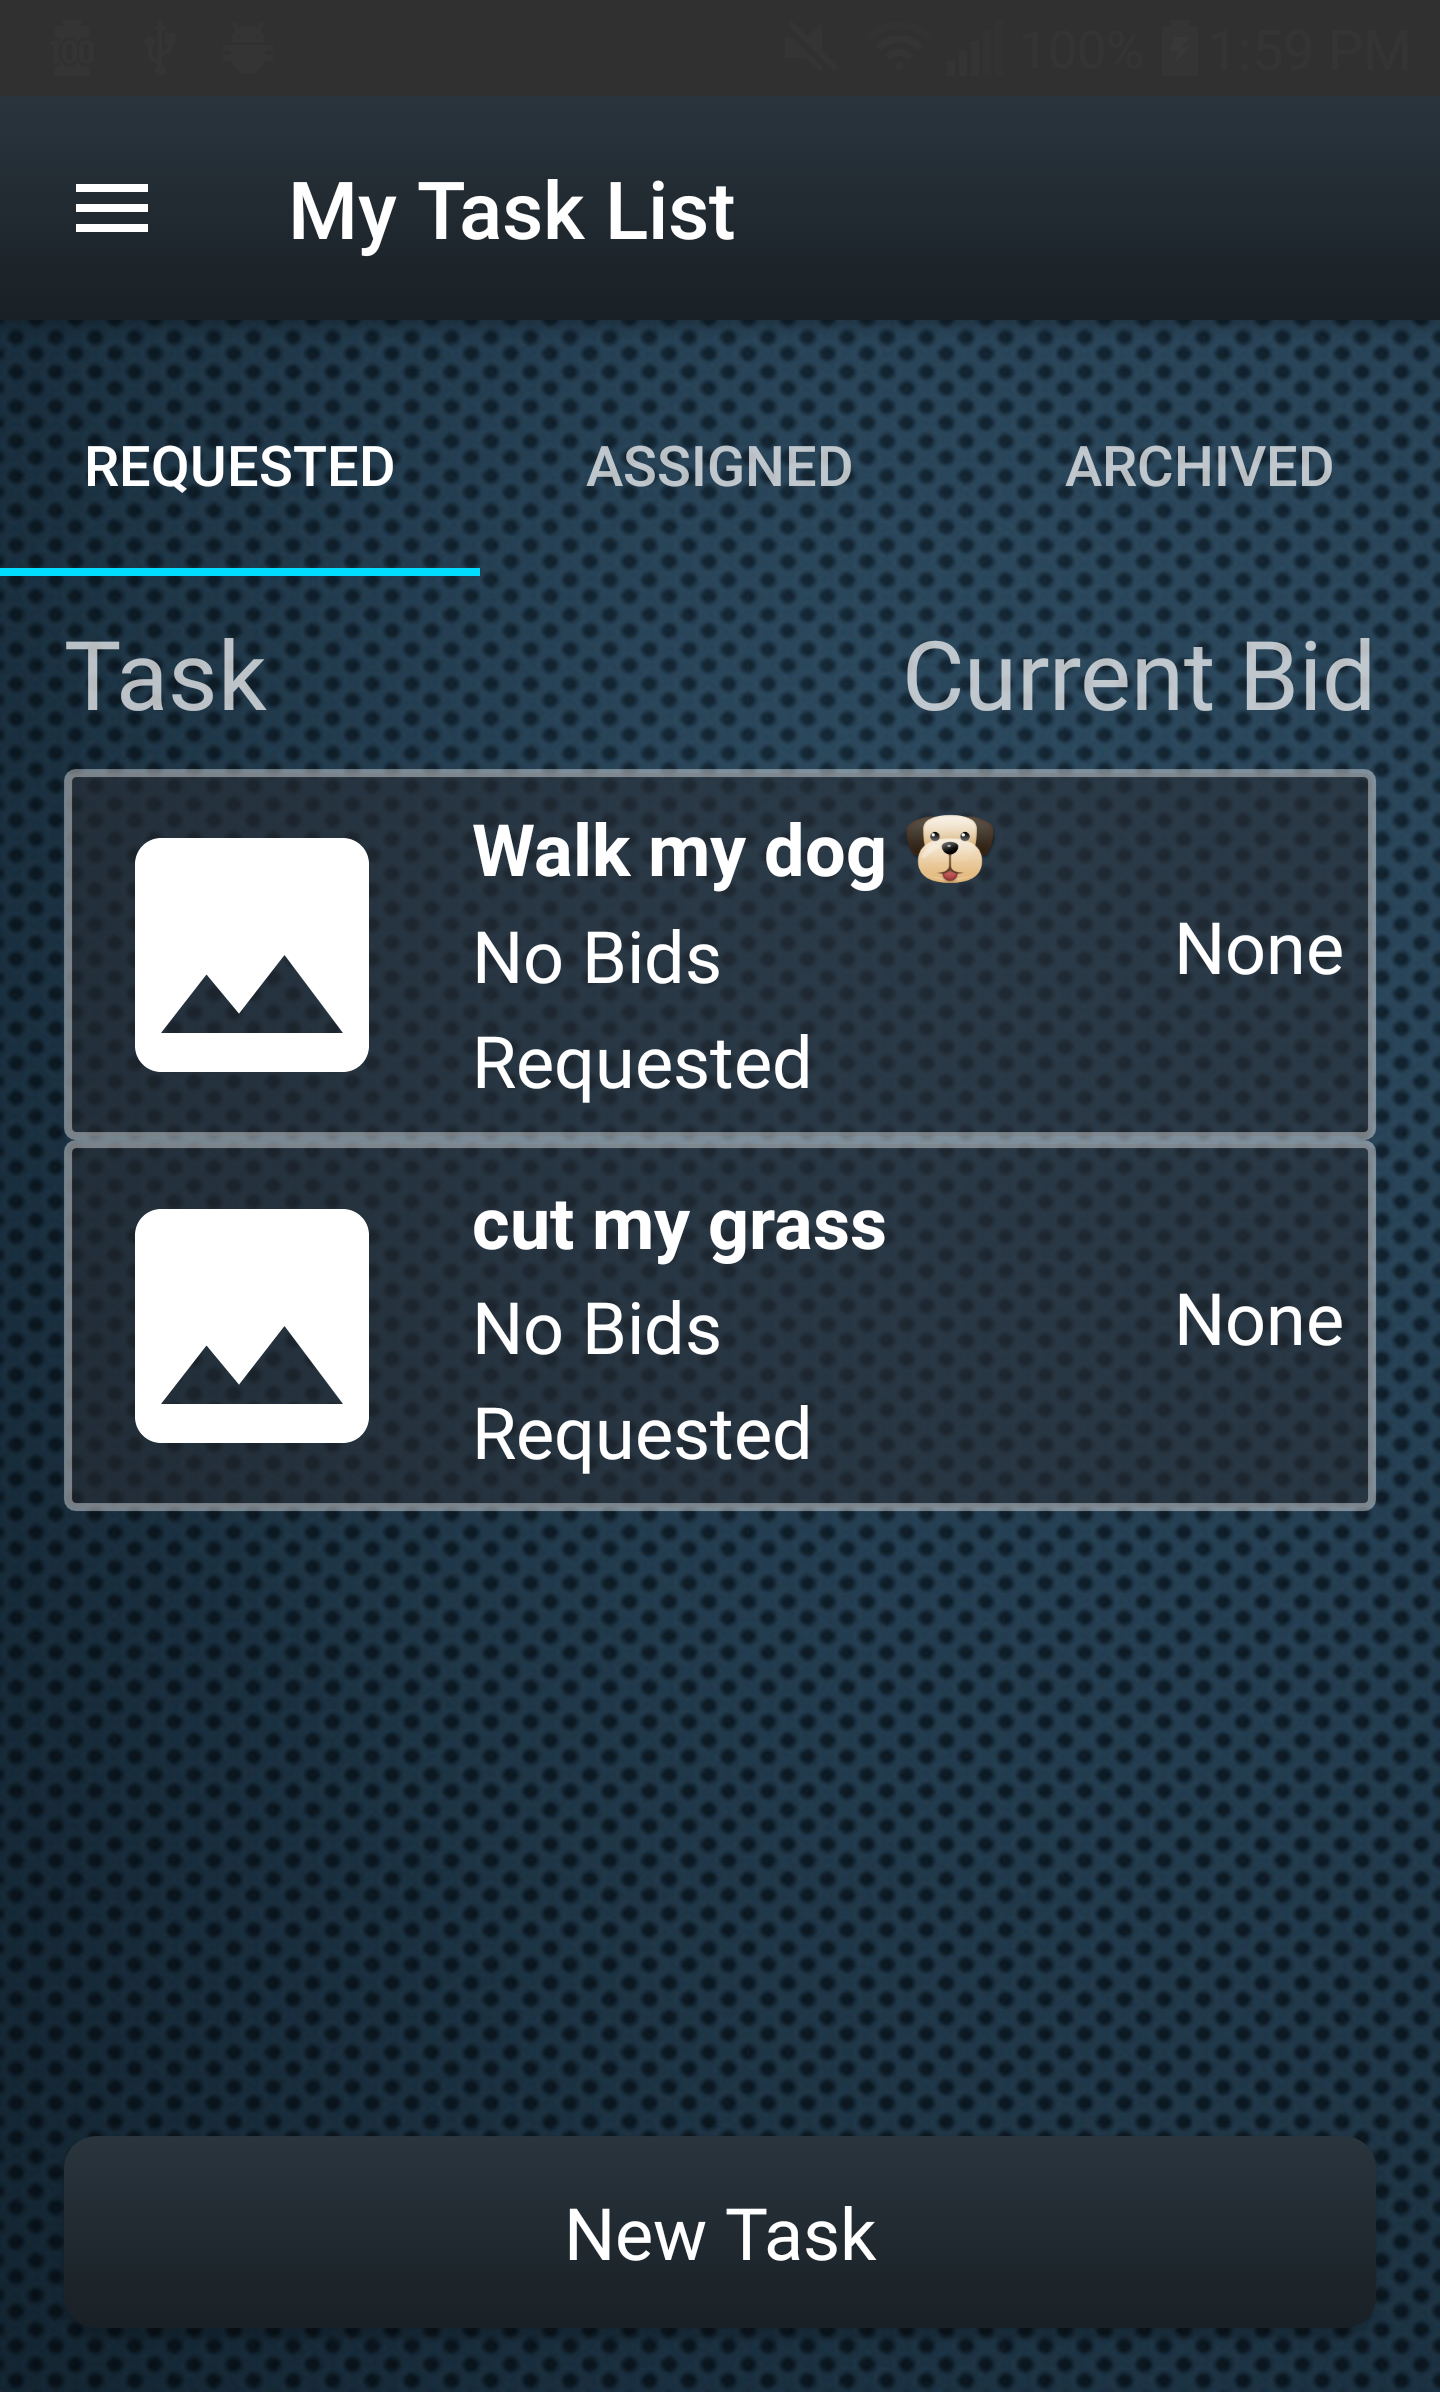 100 100% 1:59 PM
My Task List
REQUESTED ASSIGNED ARCHIVED
Task Current Bid
Walk my dog 🐶
No Bids
None
Requested
cut my grass
No Bids
None
Requested
New Task